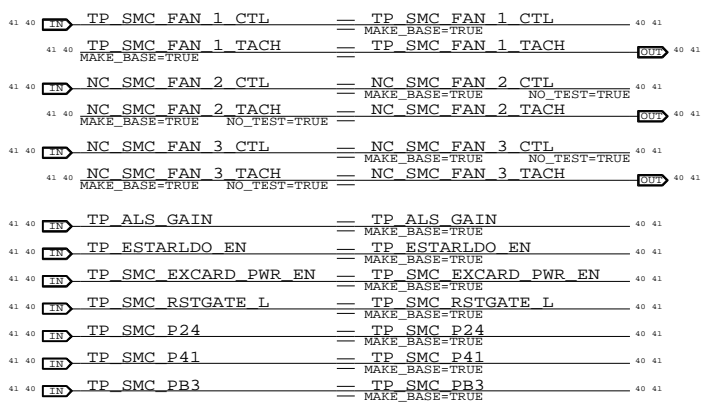 41 40 IN TP_SMC_FAN_1_CTL TP_SMC_FAN_1_CTL 40 41
MAKE_BASE=TRUE
41 40 TP_SMC_FAN_1_TACH TP_SMC_FAN_1_TACH OUT 40 41
MAKE_BASE=TRUE
41 40 IN NC_SMC_FAN_2_CTL NC_SMC_FAN_2_CTL 40 41
MAKE_BASE=TRUE NO_TEST=TRUE
41 40 NC_SMC_FAN_2_TACH NC_SMC_FAN_2_TACH OUT 40 41
MAKE_BASE=TRUE NO_TEST=TRUE
41 40 IN NC_SMC_FAN_3_CTL NC_SMC_FAN_3_CTL 40 41
MAKE_BASE=TRUE NO_TEST=TRUE
41 40 NC_SMC_FAN_3_TACH NC_SMC_FAN_3_TACH OUT 40 41
MAKE_BASE=TRUE NO_TEST=TRUE
41 40 IN TP_ALS_GAIN TP_ALS_GAIN 40 41
MAKE_BASE=TRUE
41 40 IN TP_ESTARLDO_EN TP_ESTARLDO_EN 40 41
MAKE_BASE=TRUE
41 40 IN TP_SMC_EXCARD_PWR_EN TP_SMC_EXCARD_PWR_EN 40 41
MAKE_BASE=TRUE
41 40 IN TP_SMC_RSTGATE_L TP_SMC_RSTGATE_L 40 41
MAKE_BASE=TRUE
41 40 IN TP_SMC_P24 TP_SMC_P24 40 41
MAKE_BASE=TRUE
41 40 IN TP_SMC_P41 TP_SMC_P41 40 41
MAKE_BASE=TRUE
41 40 IN TP_SMC_PB3 TP_SMC_PB3 40 41
MAKE_BASE=TRUE